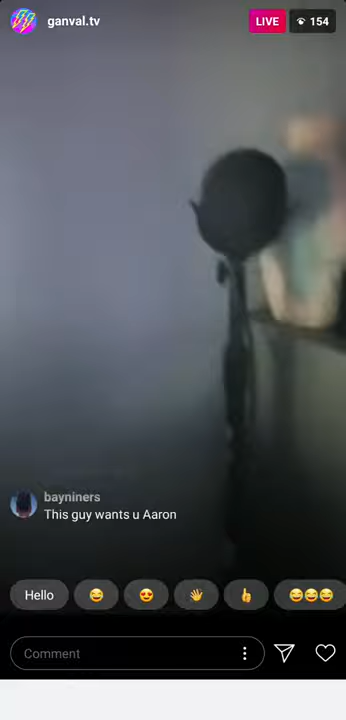 ganval.tv
LIVE
154
bayniners
This guy wants u Aaron
Hello
Comment